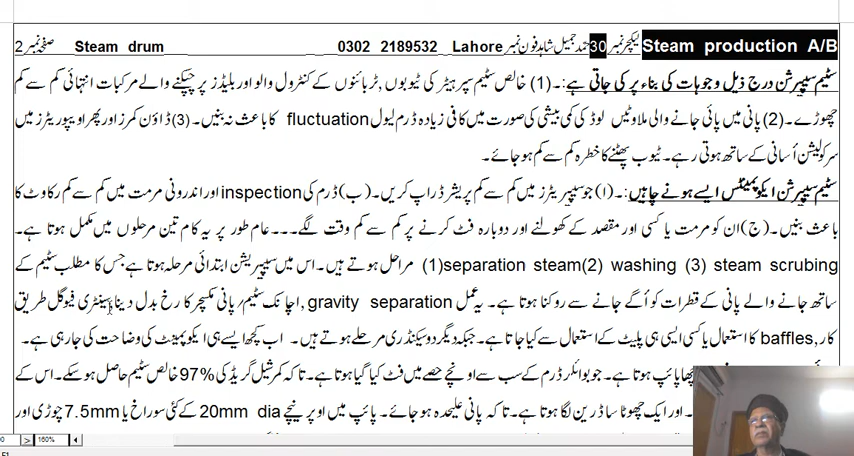 Steam production A/B لیکچر نمبر 30 محمد جمیل شاہد فون نمبر 0302 2189532 Lahore Steam drum صفحہ نمبر 2
سٹیم سیپریشن درج ذیل وجوہات کی بناء پر کی جاتی ہے:۔ (1) خالص سٹیم سپر ہیٹر کی ٹیوبوں, ٹربائنوں کے کنٹرول والو اور بلیڈز پر چپکنے والے مرکبات انتہائی کم سے کم
چھوڑے۔ (2) پانی میں پائی جانے والی ملاوٹیں لوڈ کی کمی بیشی کی صورت میں کافی زیادہ ڈرم لیول fluctuation کا باعث نہ بنیں۔ (3) ڈاؤن کمرز اور پھر اویپوریٹرز میں
سرکولیشن آسانی کے ساتھ ہوتی رہے۔ ٹیوب پھٹنے کا خطرہ کم سے کم ہو جائے۔
سٹیم سیپریشن ایکوپمینٹس ایسے ہونے چاہیں:۔ (ا) جو سیپریٹرز میں کم سے کم پریشر ڈراپ کریں۔ (ب) ڈرم کی inspection اور اندرونی مرمت میں کم سے کم رکاوٹ کا
باعث بنیں۔ (ج) ان کو مرمت یا کسی اور مقصد کے کھولنے اور دوبارہ فٹ کرنے پر کم سے کم وقت لگے۔۔۔ عام طور پر یہ کام تین مرحلوں میں مکمل ہوتا ہے۔
(1)separation steam(2) washing (3) steam scrubing مراحل ہوتے ہیں۔ اس میں سیپریشن ابتدائی مرحلہ ہوتا ہے جس کا مطلب سٹیم کے
ساتھ جانے والے پانی کے قطرات کو آگے جانے سے روکنا ہوتا ہے۔ یہ عمل gravity separation, اچانک سٹیم/پانی مکسچر کا رخ بدل دینا, سینٹری فیوگل طریق
کار, baffles کا استعمال یا کسی ایسی ہی پلیٹ کے استعمال سے کیا جاتا ہے۔ جبکہ دیگر دو سیکنڈری مرحلے ہوتے ہیں۔ اب کچھ ایسے ہی ایکوپمینٹ کی وضاحت کی جا رہی ہے۔
پائپ ہوتا ہے۔ جو بوائلر ڈرم کے سب سے اونچے حصے میں فٹ کیا گیا ہوتا ہے۔ تاکہ کمرشیل گریڈ کی 97% خالص سٹیم حاصل ہو سکے۔ اس کے
اور ایک چھوٹا سا ڈرین لگا ہوتا ہے۔ تاکہ پانی علیحدہ ہو جائے۔ پائپ میں اوپر نیچے 20mm dia کے کئی سوراخ یا 7.5mm چوڑی اور
160%